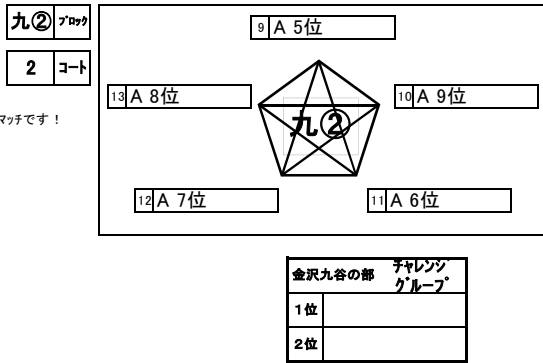 九② ブロック
2 コート
マッチです！
9 A 5位
13 A 8位
10 A 9位
九②
12 A 7位
11 A 6位
金沢九谷の部 チャレンジグループ
1位
2位